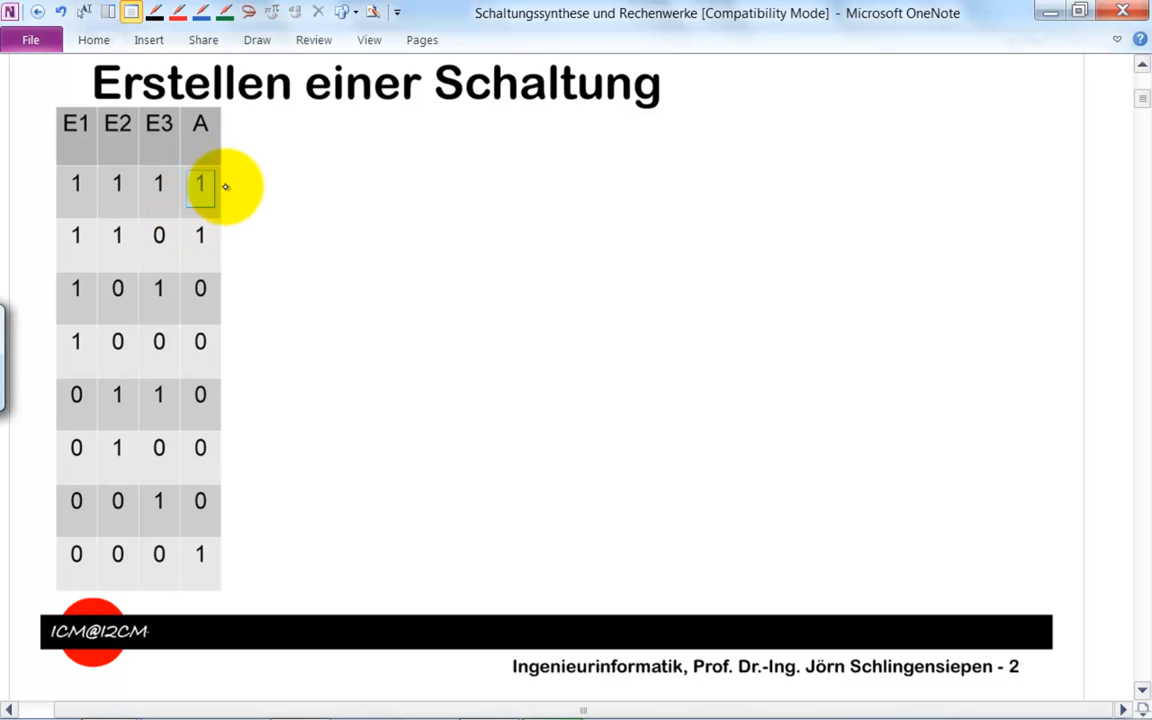 Schaltungssynthese und Rechenwerke [Compatibility Mode] - Microsoft OneNote
File Home Insert Share Draw Review View Pages
Erstellen einer Schaltung
E1 E2 E3 A
1 1 1 1
1 1 0 1
1 0 1 0
1 0 0 0
0 1 1 0
0 1 0 0
0 0 1 0
0 0 0 1
1CM@12CM
Ingenieurinformatik, Prof. Dr.-Ing. Jörn Schlingensiepen - 2